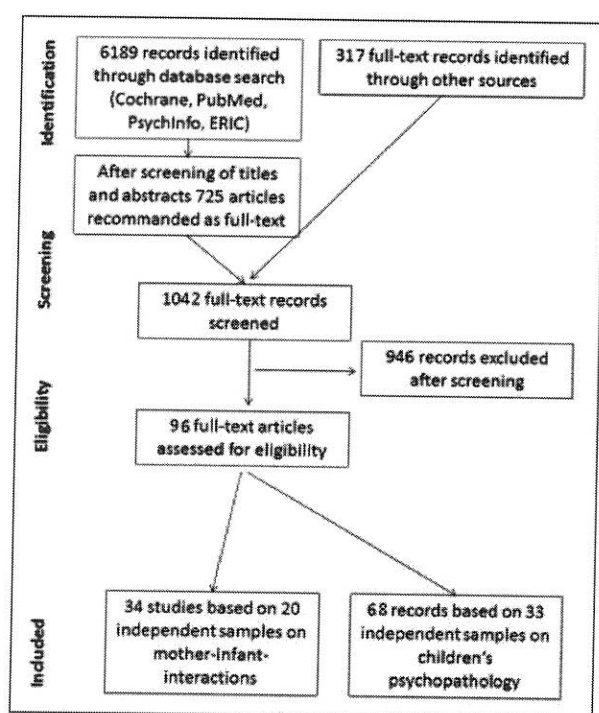 Identification
6189 records identified
through database search
(Cochrane, PubMed,
PsychInfo, ERIC)
317 full-text records identified
through other sources
After screening of titles
and abstracts 725 articles
recommanded as full-text
Screening
1042 full-text records
screened
946 records excluded
after screening
Eligibility
96 full-text articles
assessed for eligibility
Included
34 studies based on 20
independent samples on
mother-infant-
interactions
68 records based on 33
independent samples on
children's
psychopathology